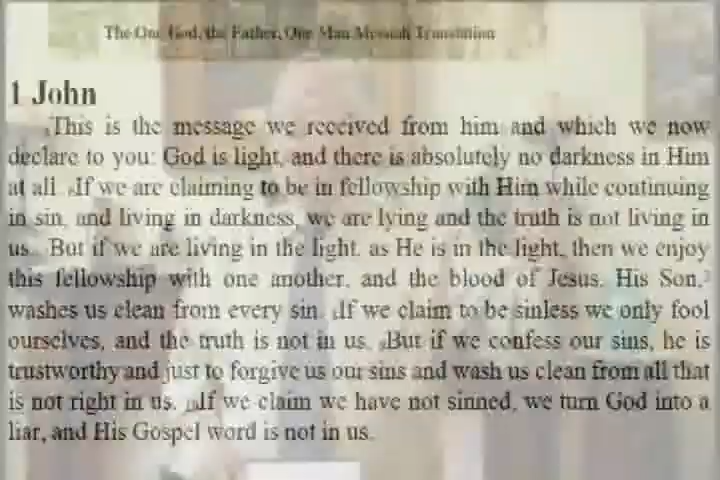 The One God, the Father, One Man Messiah Translation
1 John
This is the message we received from him and which we now
declare to you: God is light, and there is absolutely no darkness in Him
at all. If we are claiming to be in fellowship with Him while continuing
in sin, and living in darkness, we are lying and the truth is not living in
us. But if we are living in the light, as He is in the light, then we enjoy
this fellowship with one another, and the blood of Jesus, His Son,²
washes us clean from every sin. If we claim to be sinless we only fool
ourselves, and the truth is not in us. But if we confess our sins, he is
trustworthy and just to forgive us our sins and wash us clean from all that
is not right in us. If we claim we have not sinned, we turn God into a
liar, and His Gospel word is not in us.